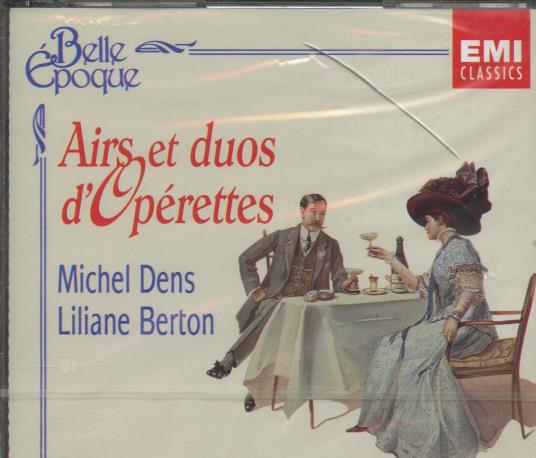 Belle
Époque
EMI
CLASSICS
Airs et duos
d'Opérettes
Michel Dens
Liliane Berton